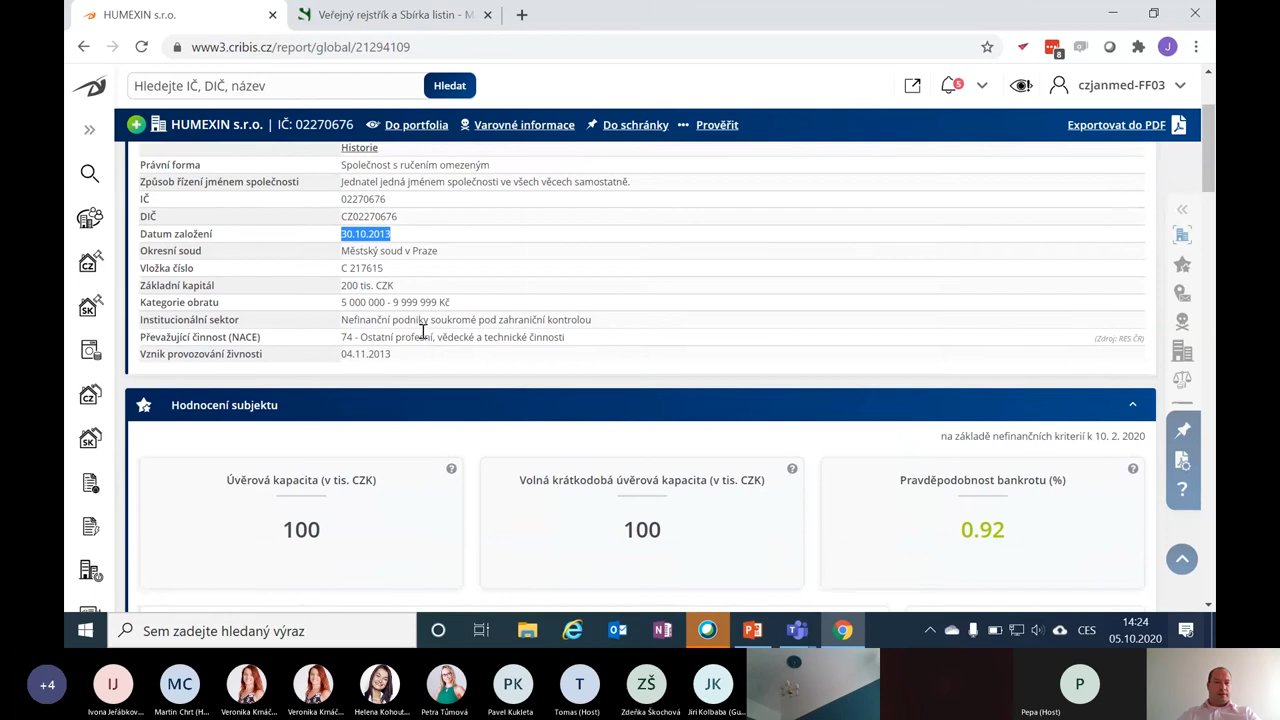 HUMEXIN s.r.o.
Veřejný rejstřík a Sbírka listin - M
www3.cribis.cz/report/global/21294109
8
J
Hledejte IČ, DIČ, název
Hledat
5
czjanmed-FF03
HUMEXIN s.r.o. | IČ: 02270676
Do portfolia
Varovné informace
Do schránky
Prověřit
Exportovat do PDF
Historie
Právní forma Společnost s ručením omezeným
Způsob řízení jménem společnosti Jednatel jedná jménem společnosti ve všech věcech samostatně.
IČ 02270676
DIČ CZ02270676
Datum založení 30.10.2013
Okresní soud Městský soud v Praze
Vložka číslo C 217615
Základní kapitál 200 tis. CZK
Kategorie obratu 5 000 000 - 9 999 999 Kč
Institucionální sektor Nefinanční podniky soukromé pod zahraniční kontrolou
Převažující činnost (NACE) 74 - Ostatní profesní, vědecké a technické činnosti (Zdroj: RES ČR)
Vznik provozování živnosti 04.11.2013
CZ
SK
CZ
SK
Hodnocení subjektu
na základě nefinančních kriterií k 10. 2. 2020
Úvěrová kapacita (v tis. CZK)
100
Volná krátkodobá úvěrová kapacita (v tis. CZK)
100
Pravděpodobnost bankrotu (%)
0.92
Sem zadejte hledaný výraz
CES
14:24
05.10.2020
+4
IJ
MC
PK
T
ZŠ
JK
P
Ivona Jeřábkov...
Martin Chrt (H...
Veronika Krnáč...
Veronika Krnáč...
Helena Kohout...
Petra Tůmová
Pavel Kukleta
Tomas (Host)
Zdeňka Škochová
Jiri Kolbaba (Gu...
Pepa (Host)